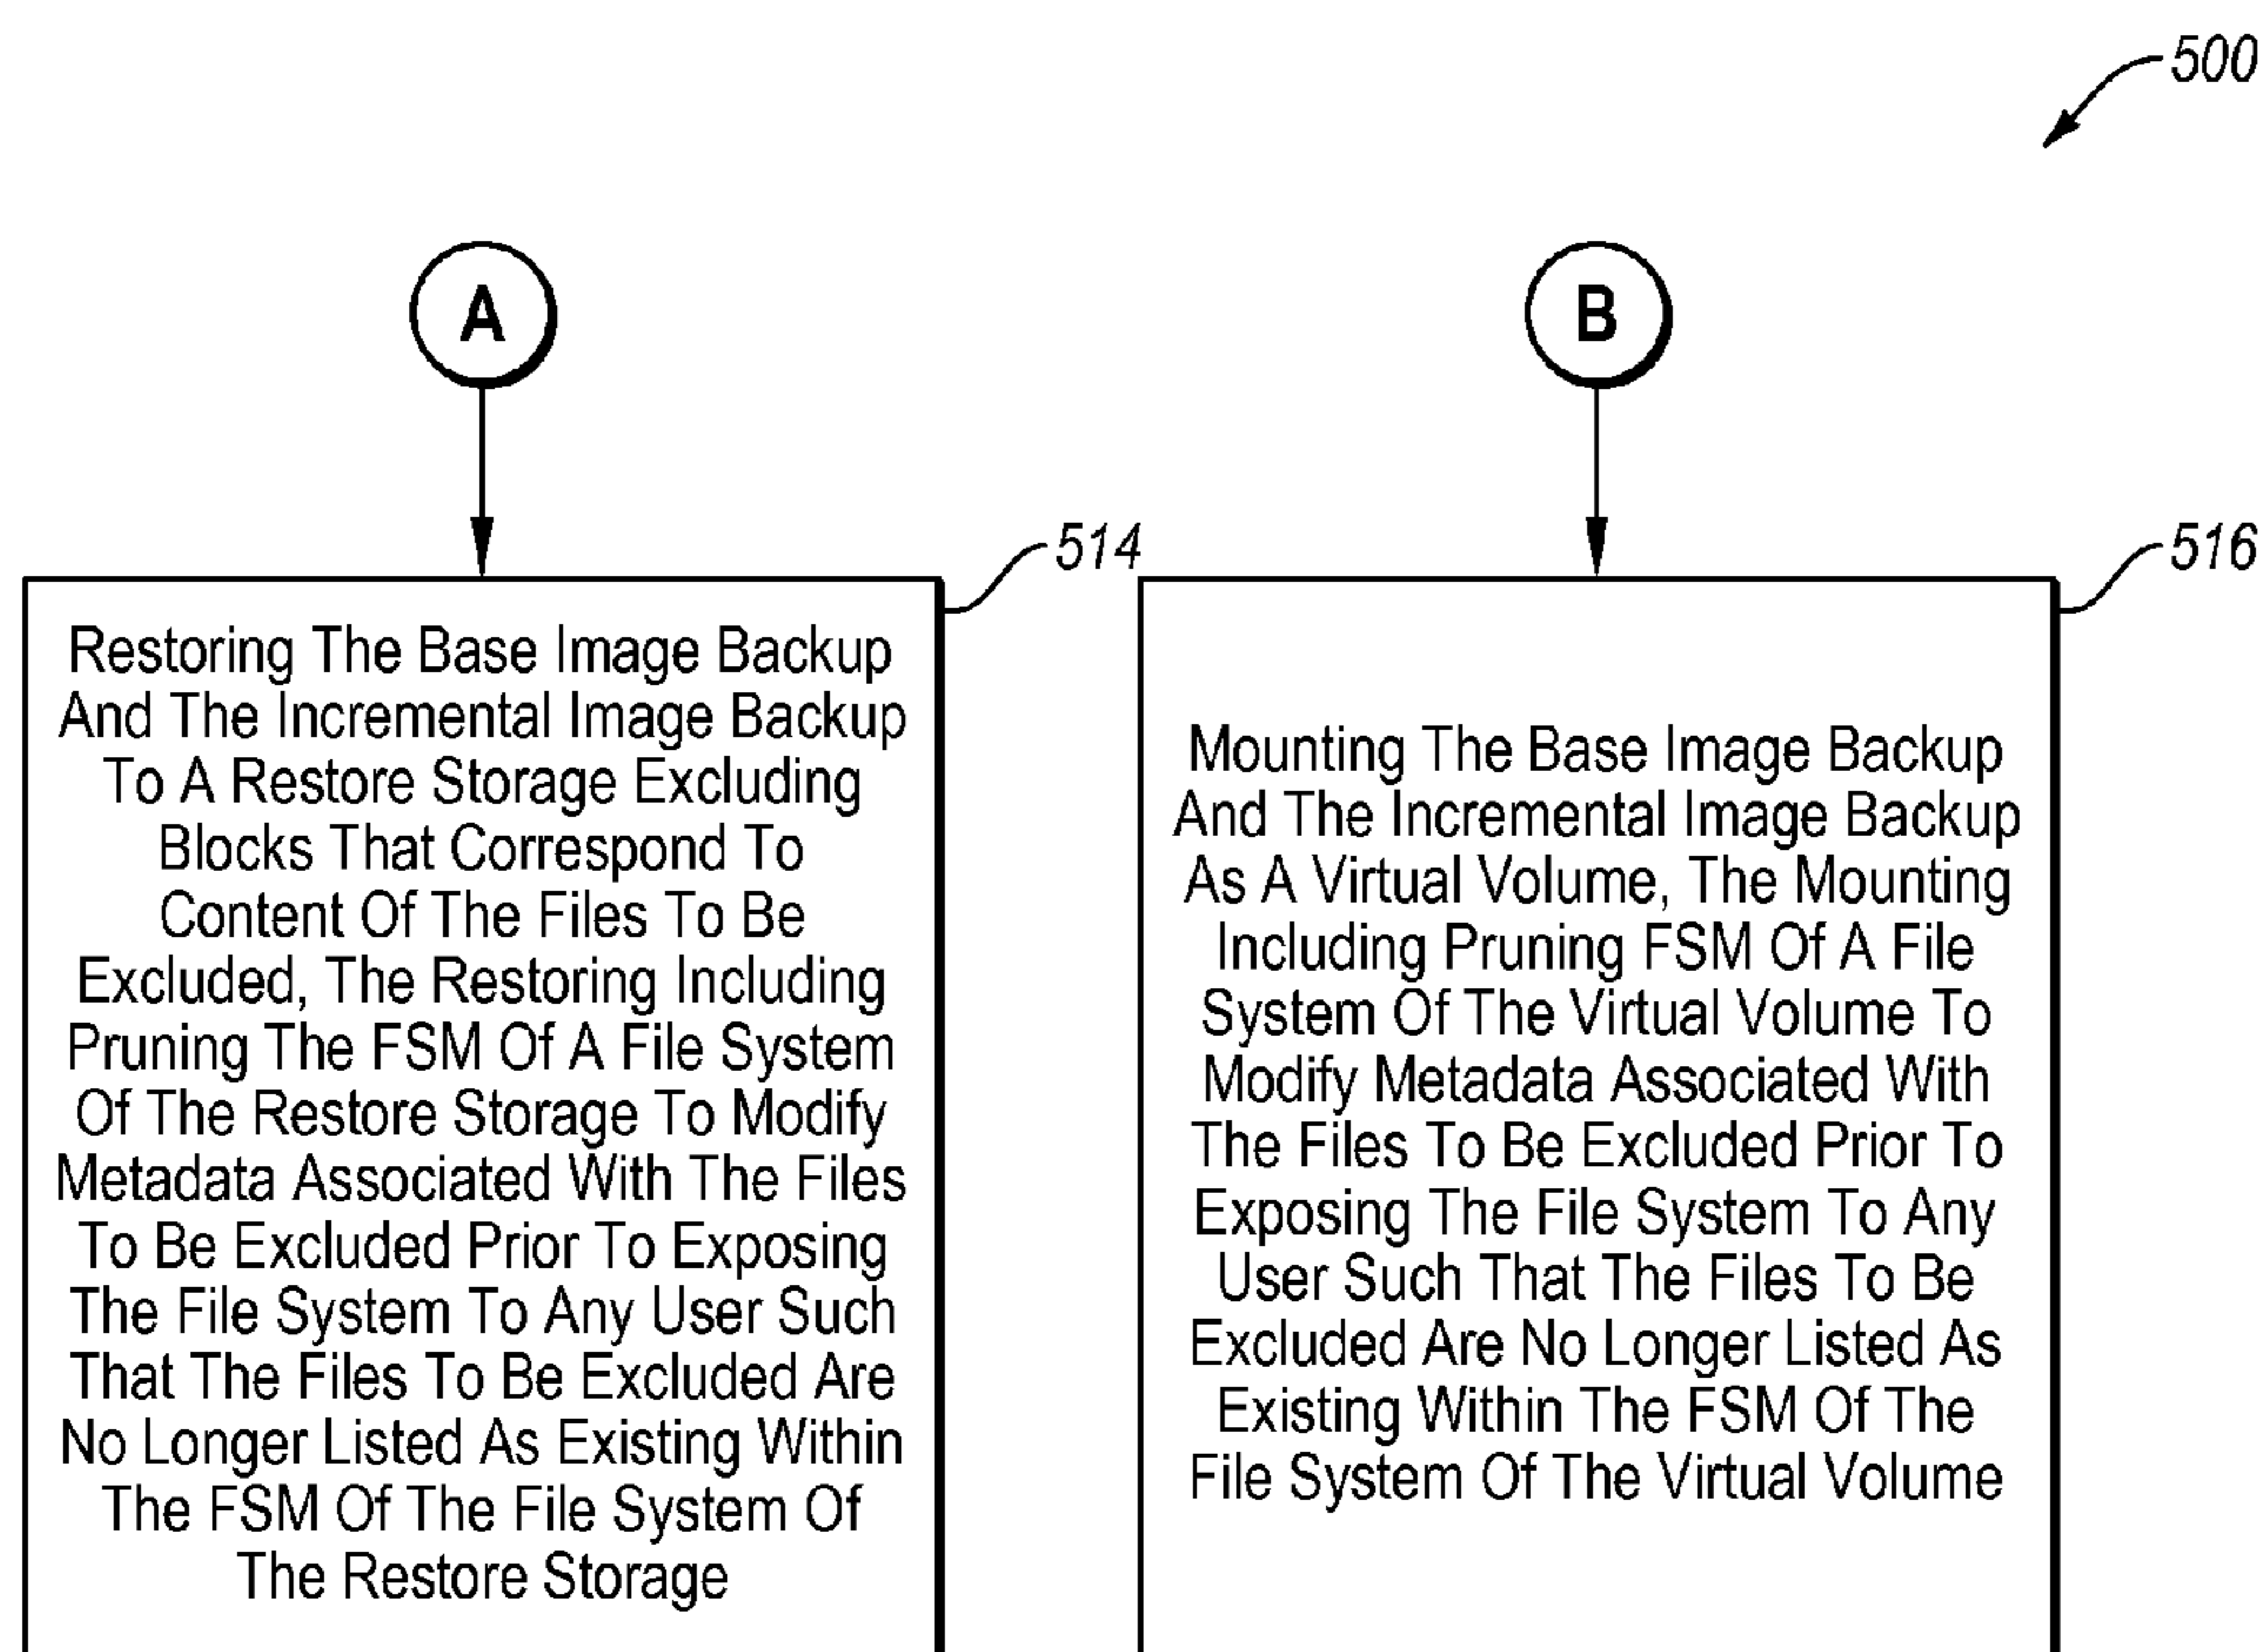 500
A
B
514
Restoring The Base Image Backup
And The Incremental Image Backup
To A Restore Storage Excluding
Blocks That Correspond To
Content Of The Files To Be
Excluded, The Restoring Including
Pruning The FSM Of A File System
Of The Restore Storage To Modify
Metadata Associated With The Files
To Be Excluded Prior To Exposing
The File System To Any User Such
That The Files To Be Excluded Are
No Longer Listed As Existing Within
The FSM Of The File System Of
The Restore Storage
516
Mounting The Base Image Backup
And The Incremental Image Backup
As A Virtual Volume, The Mounting
Including Pruning FSM Of A File
System Of The Virtual Volume To
Modify Metadata Associated With
The Files To Be Excluded Prior To
Exposing The File System To Any
User Such That The Files To Be
Excluded Are No Longer Listed As
Existing Within The FSM Of The
File System Of The Virtual Volume